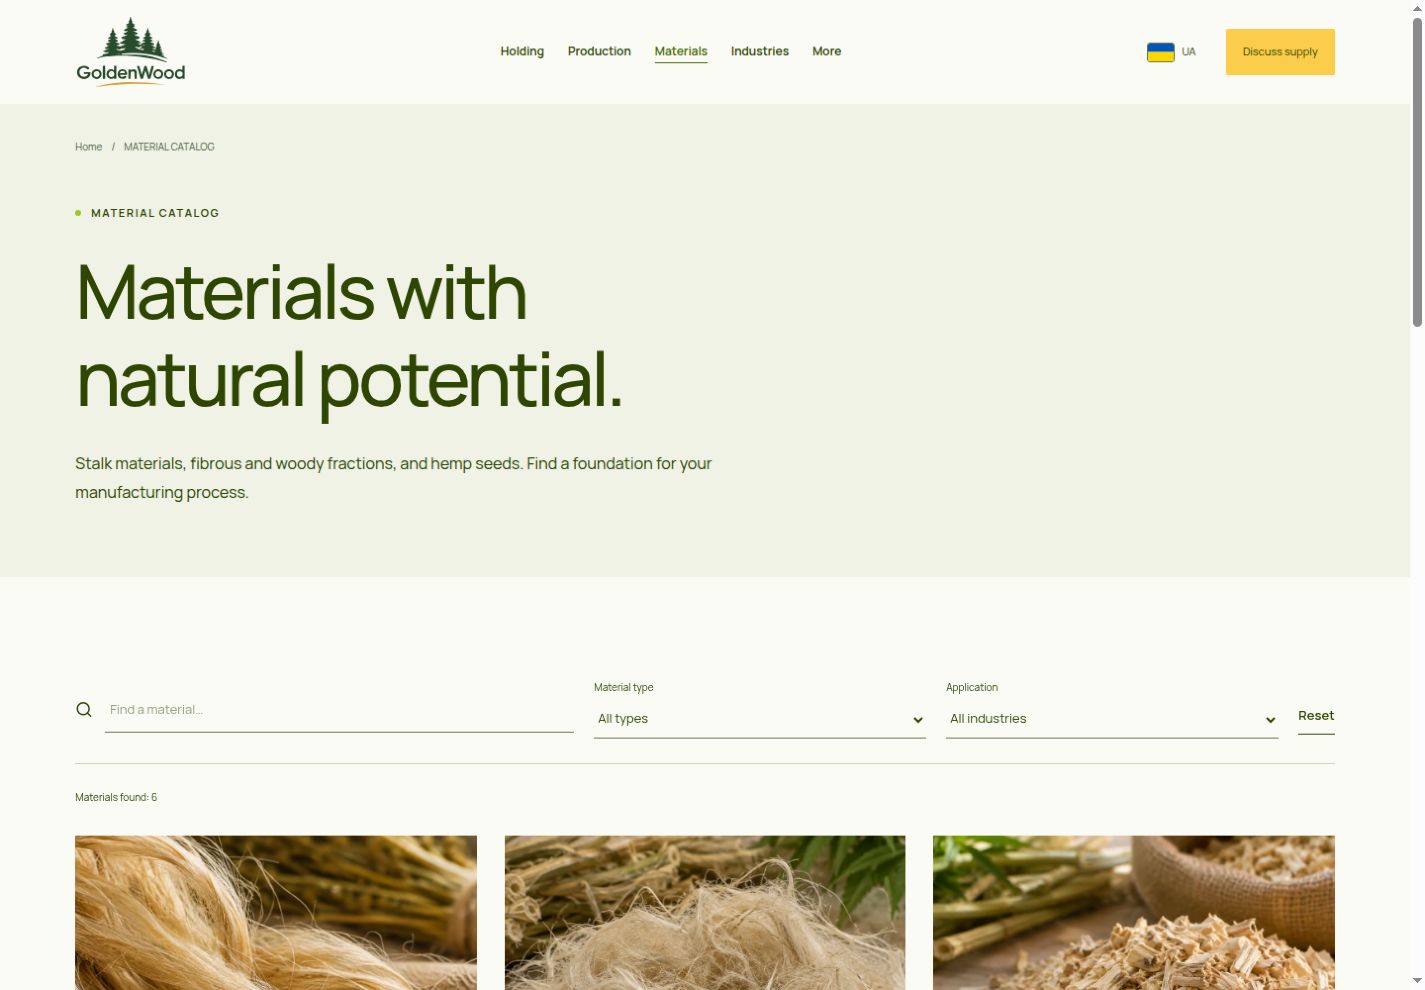 GoldenWood
Holding
Production
Materials
Industries
More
UA
Discuss supply
Home / MATERIAL CATALOG
MATERIAL CATALOG
Materials with
natural potential.
Stalk materials, fibrous and woody fractions, and hemp seeds. Find a foundation for your
manufacturing process.
Find a material...
Material type
All types
Application
All industries
Reset
Materials found: 6